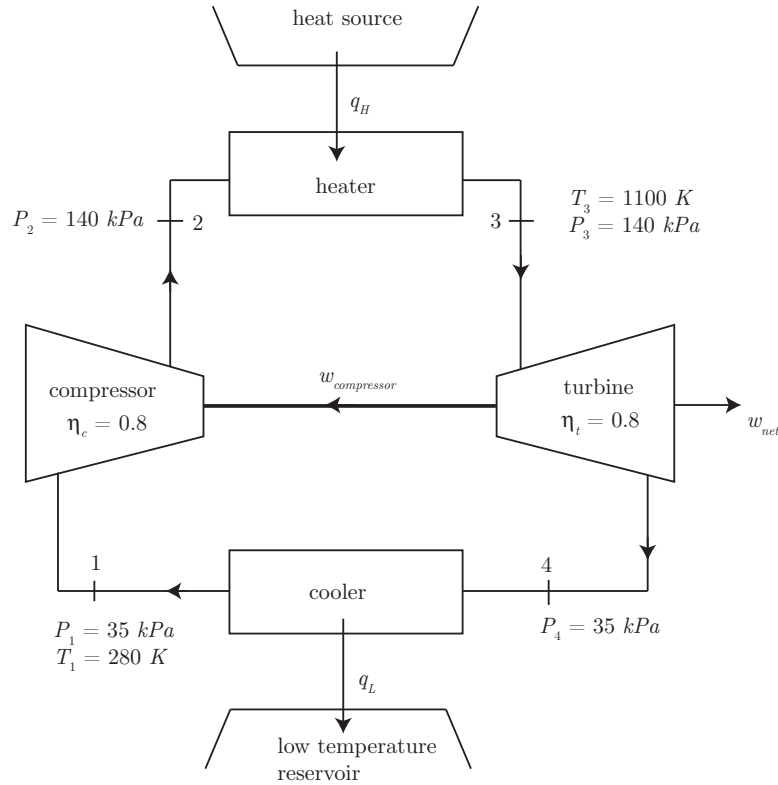 heat source
q_H
heater
P_2 = 140 kPa
2
3
T_3 = 1100 K
P_3 = 140 kPa
compressor
η_c = 0.8
w_compressor
turbine
η_t = 0.8
w_net
1
P_1 = 35 kPa
T_1 = 280 K
cooler
4
P_4 = 35 kPa
q_L
low temperature
reservoir